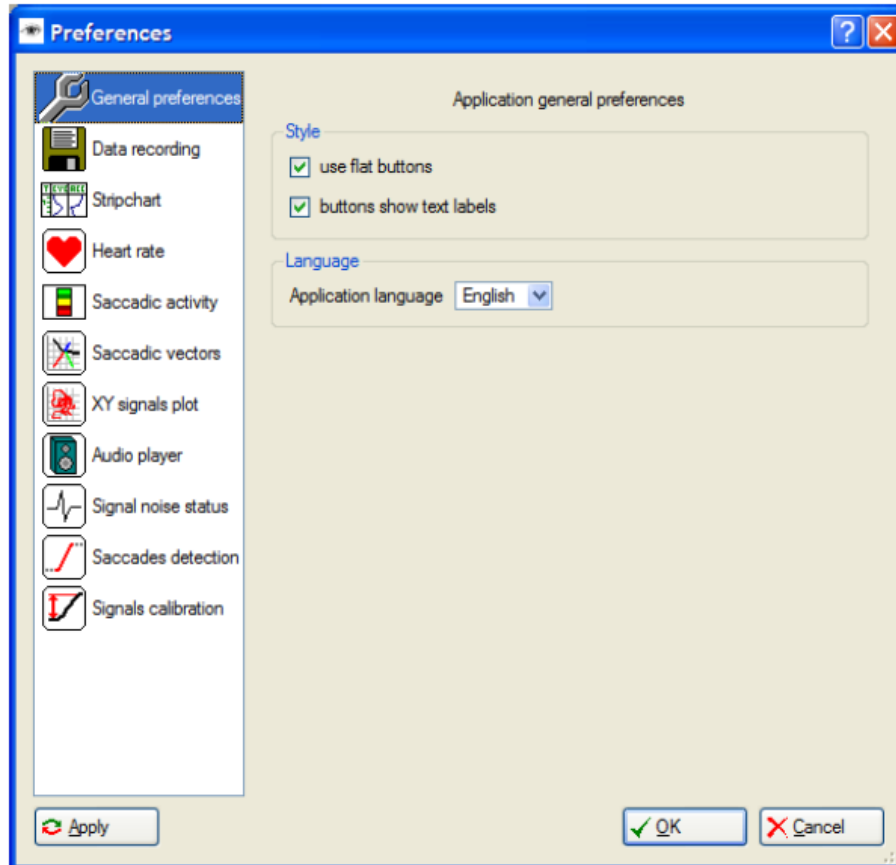 Preferences
General preferences
Data recording
Stripchart
Heart rate
Saccadic activity
Saccadic vectors
XY signals plot
Audio player
Signal noise status
Saccades detection
Signals calibration
Application general preferences
Style
use flat buttons
buttons show text labels
Language
Application language English
Apply
OK
Cancel